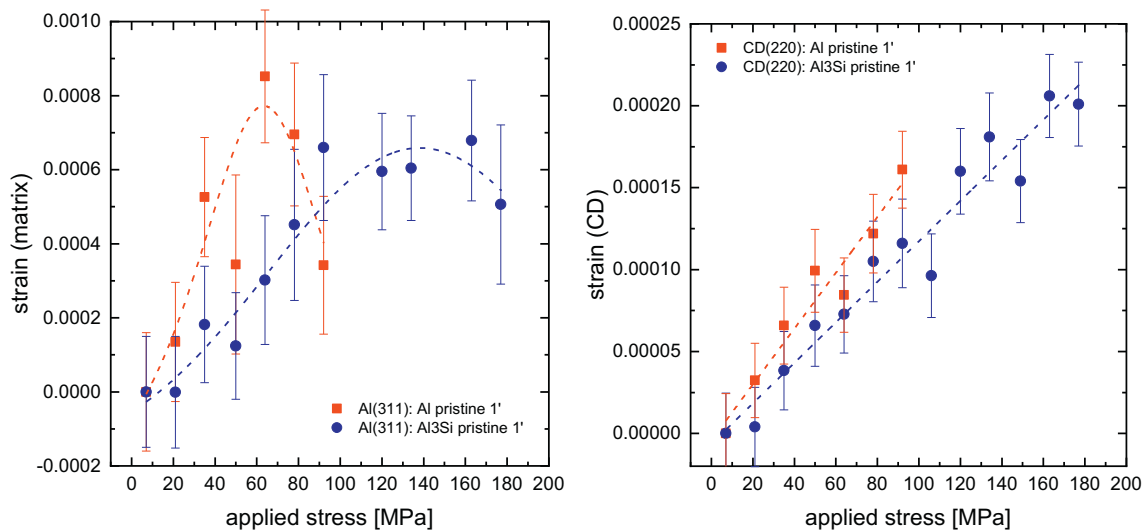 0.0010
0.0008
0.0006
0.0004
0.0002
0.0000
-0.0002
strain (matrix)
Al(311): Al pristine 1'
Al(311): Al3Si pristine 1'
0 20 40 60 80 100 120 140 160 180 200
applied stress [MPa]
0.00025
0.00020
0.00015
0.00010
0.00005
0.00000
strain (CD)
CD(220): Al pristine 1'
CD(220): Al3Si pristine 1'
0 20 40 60 80 100 120 140 160 180 200
applied stress [MPa]